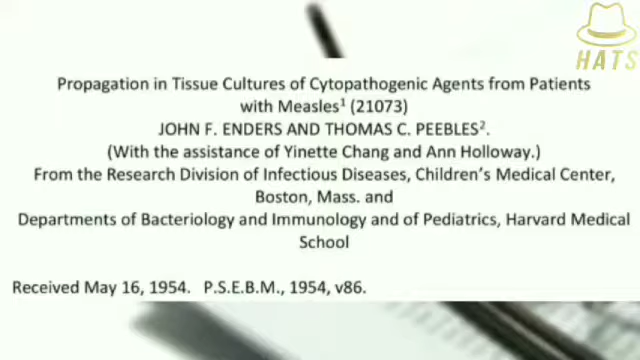 HATS
Propagation in Tissue Cultures of Cytopathogenic Agents from Patients
with Measles¹ (21073)
JOHN F. ENDERS AND THOMAS C. PEEBLES².
(With the assistance of Yinette Chang and Ann Holloway.)
From the Research Division of Infectious Diseases, Children's Medical Center,
Boston, Mass. and
Departments of Bacteriology and Immunology and of Pediatrics, Harvard Medical
School
Received May 16, 1954. P.S.E.B.M., 1954, v86.